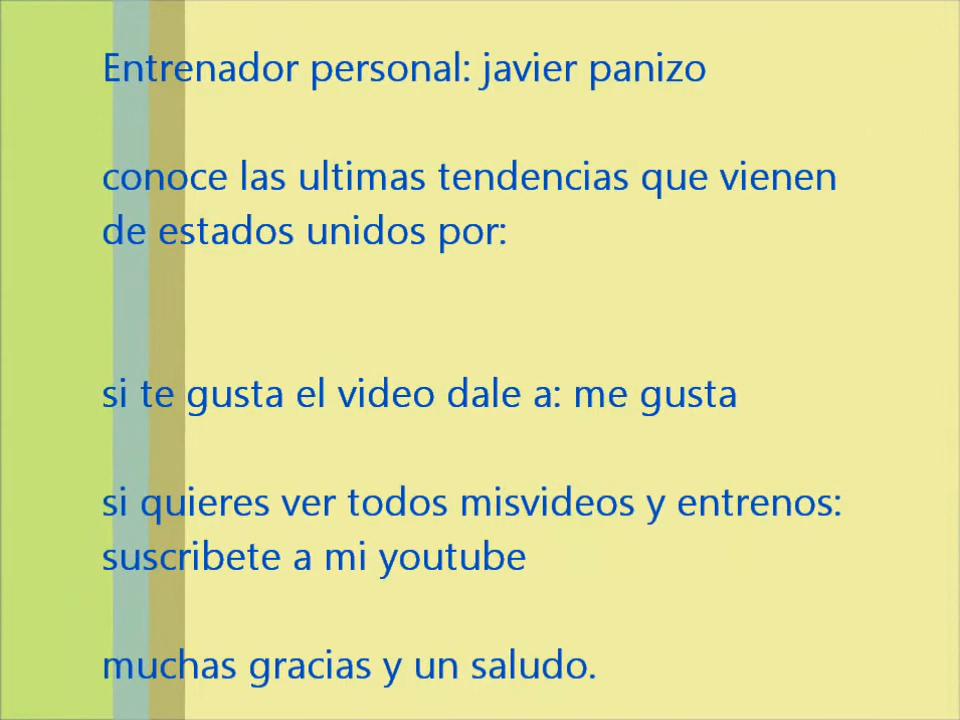 Entrenador personal: javier panizo
conoce las ultimas tendencias que vienen
de estados unidos por:
si te gusta el video dale a: me gusta
si quieres ver todos misvideos y entrenos:
suscribete a mi youtube
muchas gracias y un saludo.